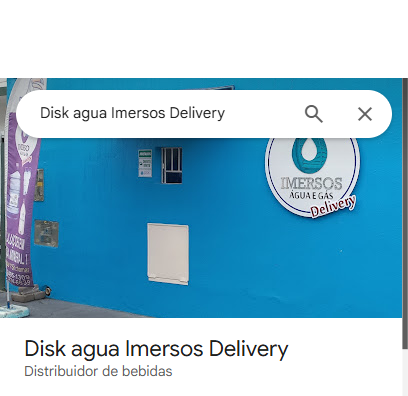 Disk agua Imersos Delivery
IMERSOS
ÁGUA E GÁS
Delivery
Disk agua Imersos Delivery
Distribuidor de bebidas